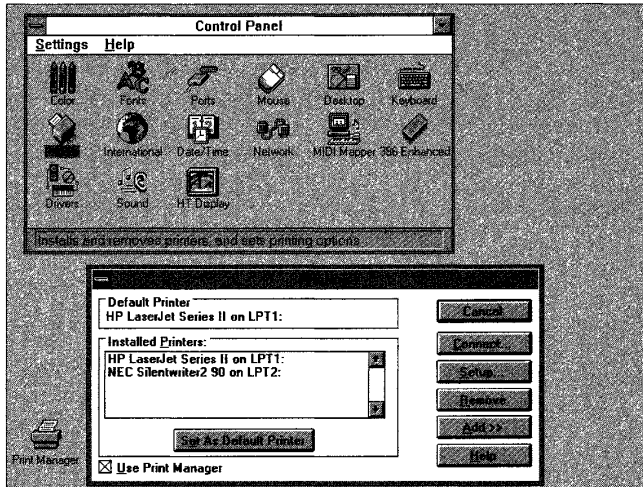 Control Panel
Settings Help
Color Fonts Ports Mouse Desktop Keyboard
International Date/Time Network MIDI Mapper 386 Enhanced
Drivers Sound HT Display
Installs and removes printers, and sets printing options
Default Printer
HP LaserJet Series II on LPT1:
Cancel
Installed Printers:
Connect...
HP LaserJet Series II on LPT1:
NEC Silentwriter2 90 on LPT2:
Setup...
Remove
Set As Default Printer
Add >>
Print Manager
Use Print Manager
Help